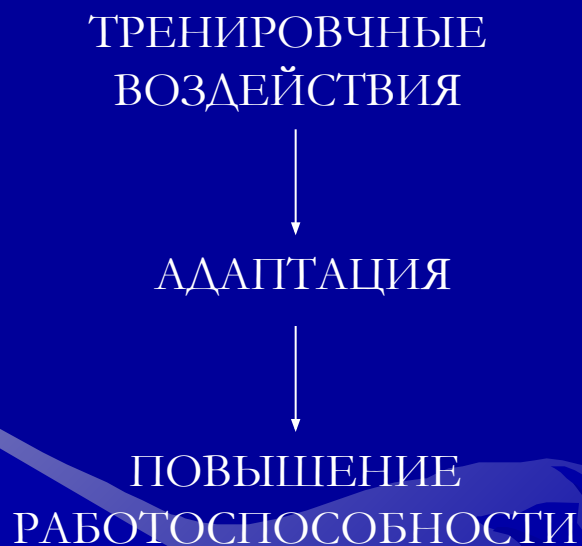 ТРЕНИРОВЧНЫЕ
ВОЗДЕЙСТВИЯ
АДАПТАЦИЯ
ПОВЫШЕНИЕ
РАБОТОСПОСОБНОСТИ